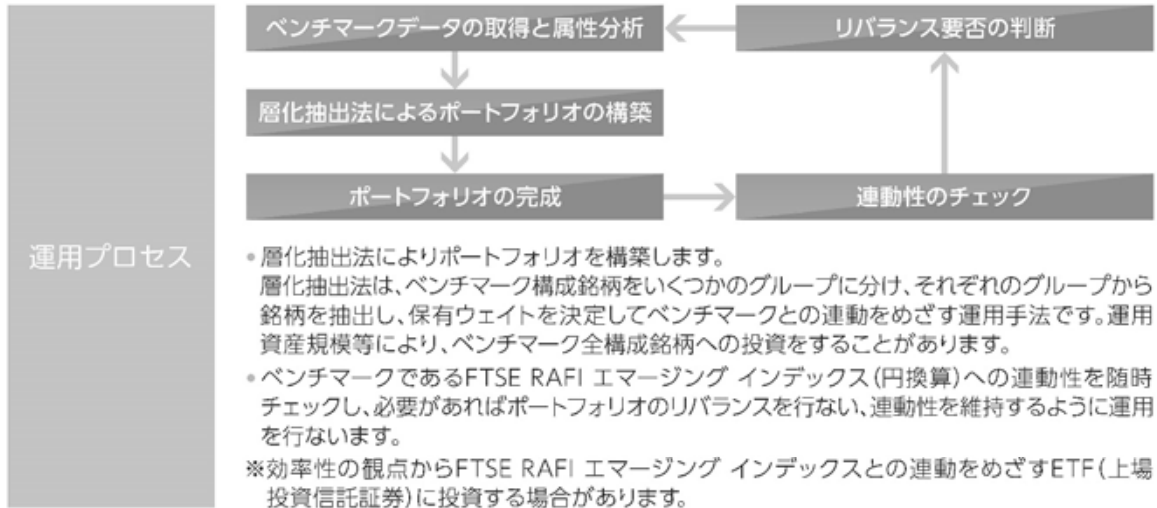 運用プロセス
ベンチマークデータの取得と属性分析
リバランス要否の判断
層化抽出法によるポートフォリオの構築
ポートフォリオの完成
連動性のチェック
•層化抽出法によりポートフォリオを構築します。
層化抽出法は、ベンチマーク構成銘柄をいくつかのグループに分け、それぞれのグループから
銘柄を抽出し、保有ウェイトを決定してベンチマークとの連動をめざす運用手法です。運用
資産規模等により、ベンチマーク全構成銘柄への投資をすることがあります。
•ベンチマークであるFTSE RAFI エマージング インデックス(円換算)への連動性を随時
チェックし、必要があればポートフォリオのリバランスを行ない、連動性を維持するように運用
を行ないます。
※効率性の観点からFTSE RAFI エマージング インデックスとの連動をめざすETF(上場
投資信託証券)に投資する場合があります。